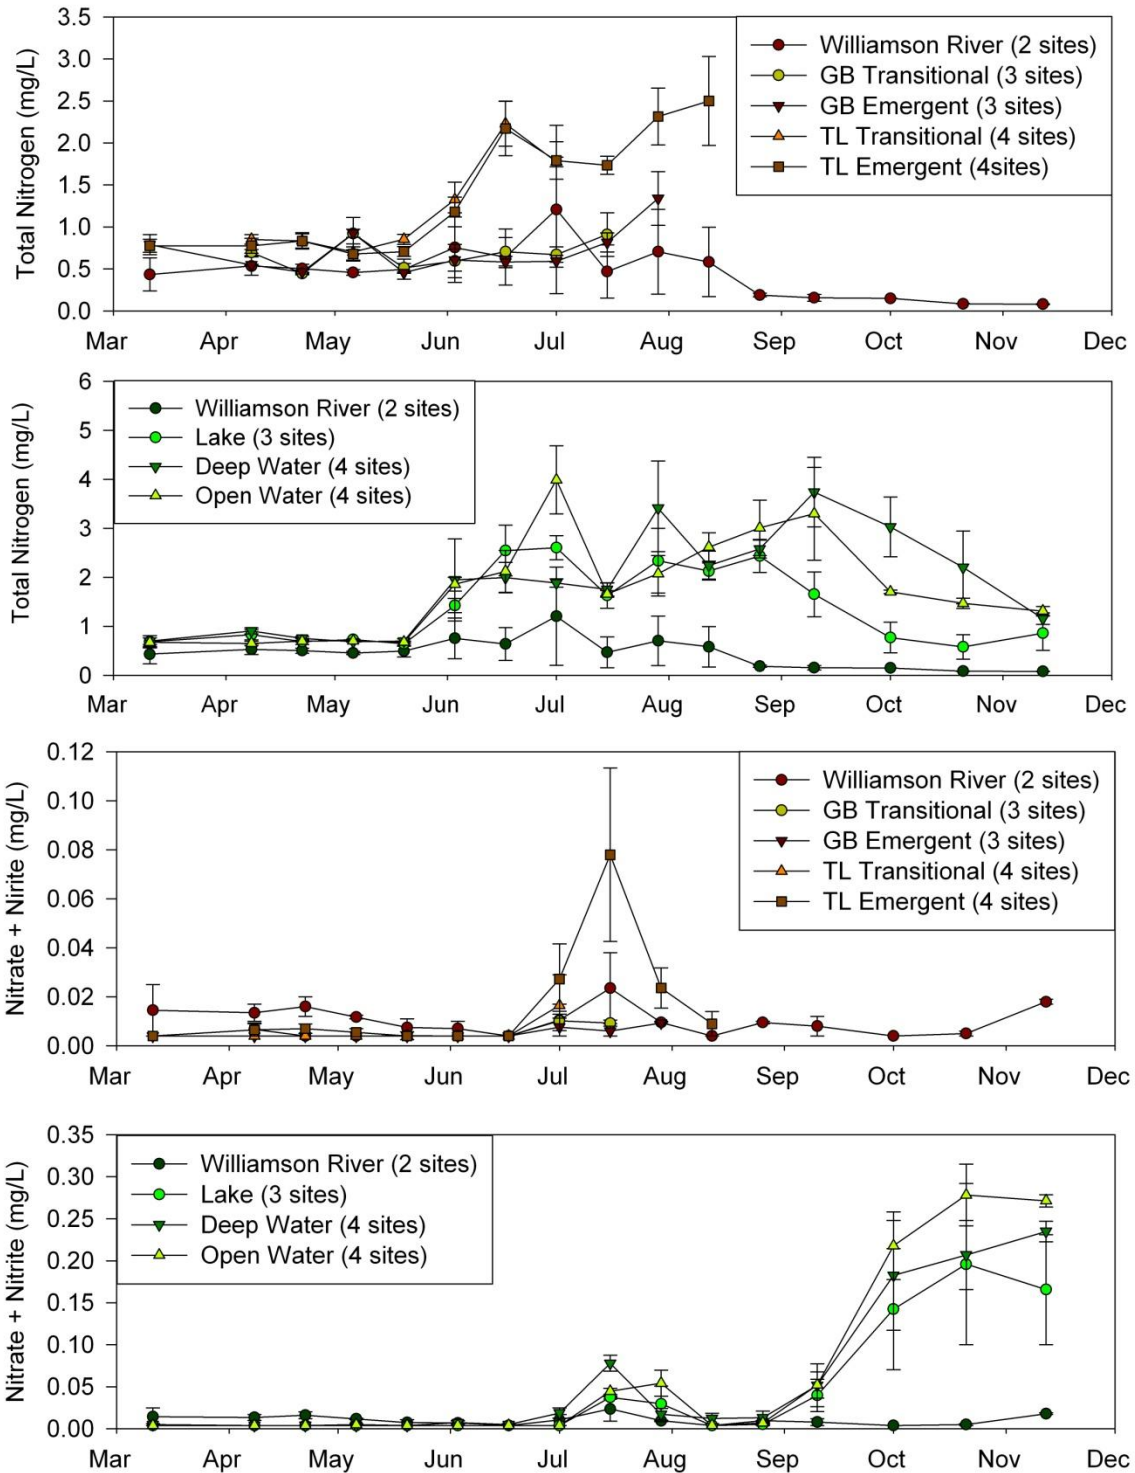 Total Nitrogen (mg/L)
3.5
3.0
2.5
2.0
1.5
1.0
0.5
0.0
Williamson River (2 sites)
GB Transitional (3 sites)
GB Emergent (3 sites)
TL Transitional (4 sites)
TL Emergent (4sites)
Mar Apr May Jun Jul Aug Sep Oct Nov Dec
Total Nitrogen (mg/L)
6
5
4
3
2
1
0
Williamson River (2 sites)
Lake (3 sites)
Deep Water (4 sites)
Open Water (4 sites)
Mar Apr May Jun Jul Aug Sep Oct Nov Dec
Nitrate + Nirite (mg/L)
0.12
0.10
0.08
0.06
0.04
0.02
0.00
Williamson River (2 sites)
GB Transitional (3 sites)
GB Emergent (3 sites)
TL Transitional (4 sites)
TL Emergent (4 sites)
Mar Apr May Jun Jul Aug Sep Oct Nov Dec
Nitrate + Nitrite (mg/L)
0.35
0.30
0.25
0.20
0.15
0.10
0.05
0.00
Williamson River (2 sites)
Lake (3 sites)
Deep Water (4 sites)
Open Water (4 sites)
Mar Apr May Jun Jul Aug Sep Oct Nov Dec